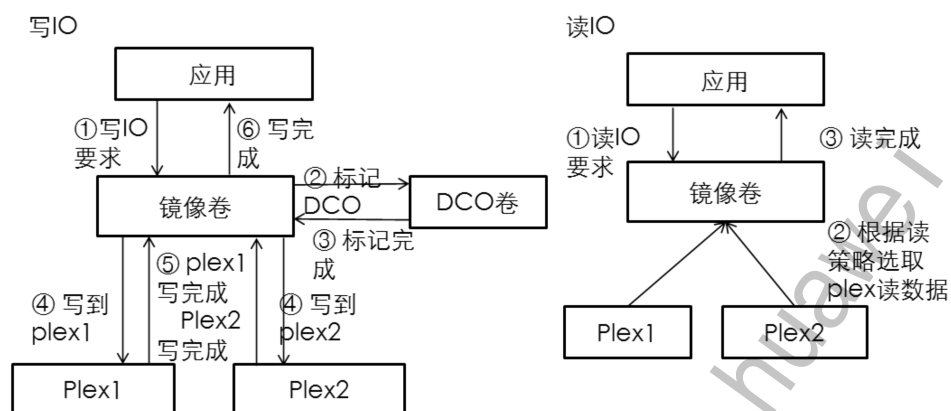 写IO
应用
①写IO
要求
⑥ 写完
成
② 标记
DCO
镜像卷
DCO卷
③ 标记完
成
⑤ plex1
写完成
Plex2
写完成
④ 写到
plex1
④ 写到
plex2
Plex1
Plex2
读IO
应用
①读IO
要求
③ 读完成
镜像卷
② 根据读
策略选取
plex读数据
Plex1
Plex2
huawei